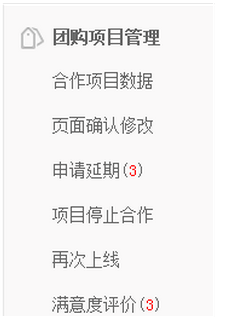 团购项目管理
合作项目数据
页面确认修改
申请延期(3)
项目停止合作
再次上线
满意度评价(3)